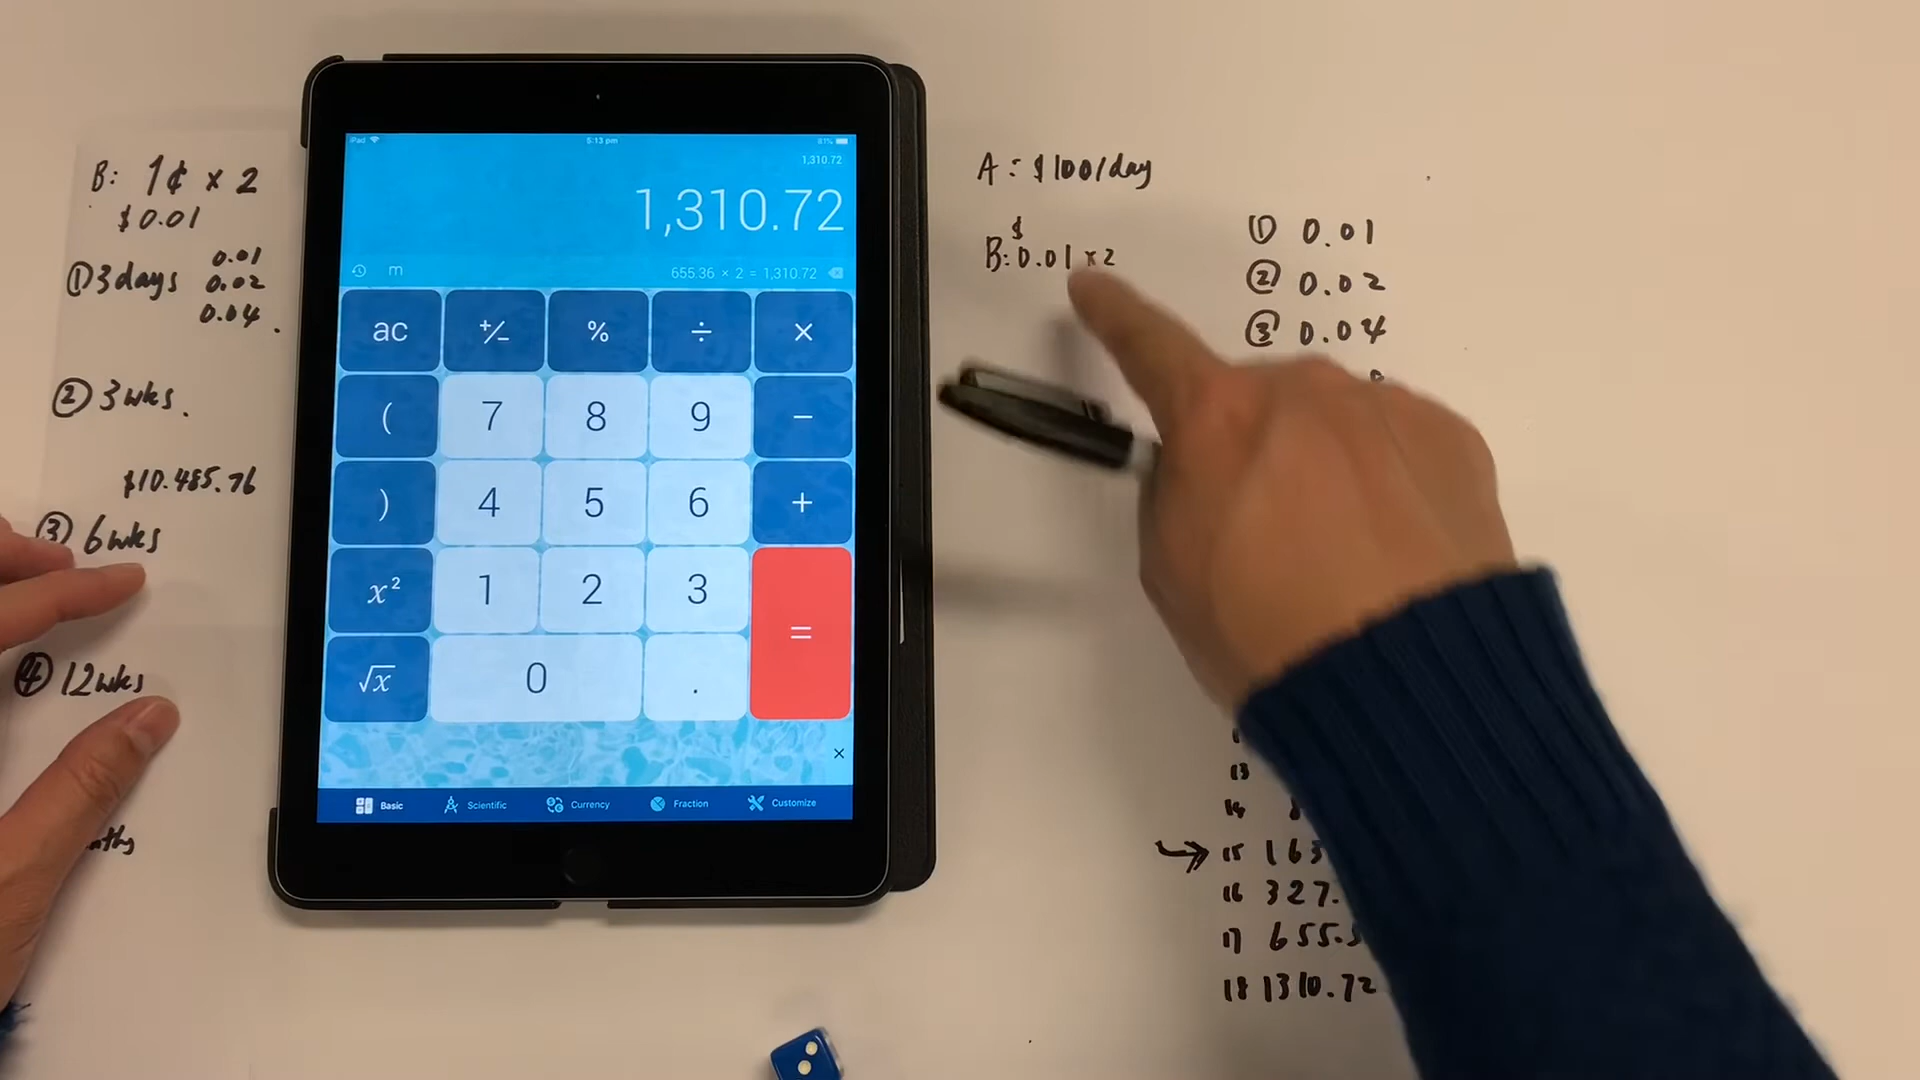 B: 1¢ x 2
$0.01
① 3 days 0.01
0.02
0.04
② 3 wks.
$10.485.76
③ 6 wks
④ 12 wks
iPad 5:13 pm 81%
1,310.72
1,310.72
m 655.36 × 2 = 1,310.72
ac +/− % ÷ ×
( 7 8 9 −
) 4 5 6 +
x² 1 2 3 =
√x 0 .
×
Basic Scientific Currency Fraction Customize
A: $100/day
$
B: 0.01 x 2
① 0.01
② 0.02
③ 0.04
13
14
→ 15 163
16 327.
17 655.3
18 1310.72